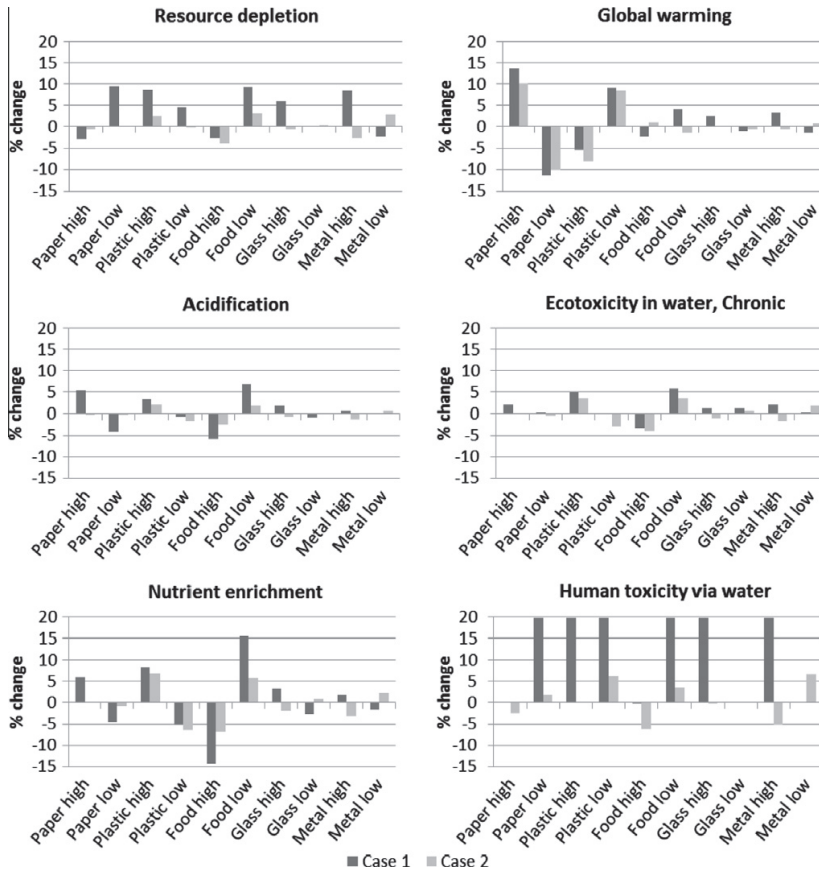 Resource depletion
% change
20
15
10
5
0
-5
-10
-15
Paper high
Paper low
Plastic high
Plastic low
Food high
Food low
Glass high
Glass low
Metal high
Metal low
Global warming
% change
20
15
10
5
0
-5
-10
-15
Paper high
Paper low
Plastic high
Plastic low
Food high
Food low
Glass high
Glass low
Metal high
Metal low
Acidification
% change
20
15
10
5
0
-5
-10
-15
Paper high
Paper low
Plastic high
Plastic low
Food high
Food low
Glass high
Glass low
Metal high
Metal low
Ecotoxicity in water, Chronic
% change
20
15
10
5
0
-5
-10
-15
Paper high
Paper low
Plastic high
Plastic low
Food high
Food low
Glass high
Glass low
Metal high
Metal low
Nutrient enrichment
% change
20
15
10
5
0
-5
-10
-15
Paper high
Paper low
Plastic high
Plastic low
Food high
Food low
Glass high
Glass low
Metal high
Metal low
Human toxicity via water
% change
20
15
10
5
0
-5
-10
-15
Paper high
Paper low
Plastic high
Plastic low
Food high
Food low
Glass high
Glass low
Metal high
Metal low
Case 1 Case 2